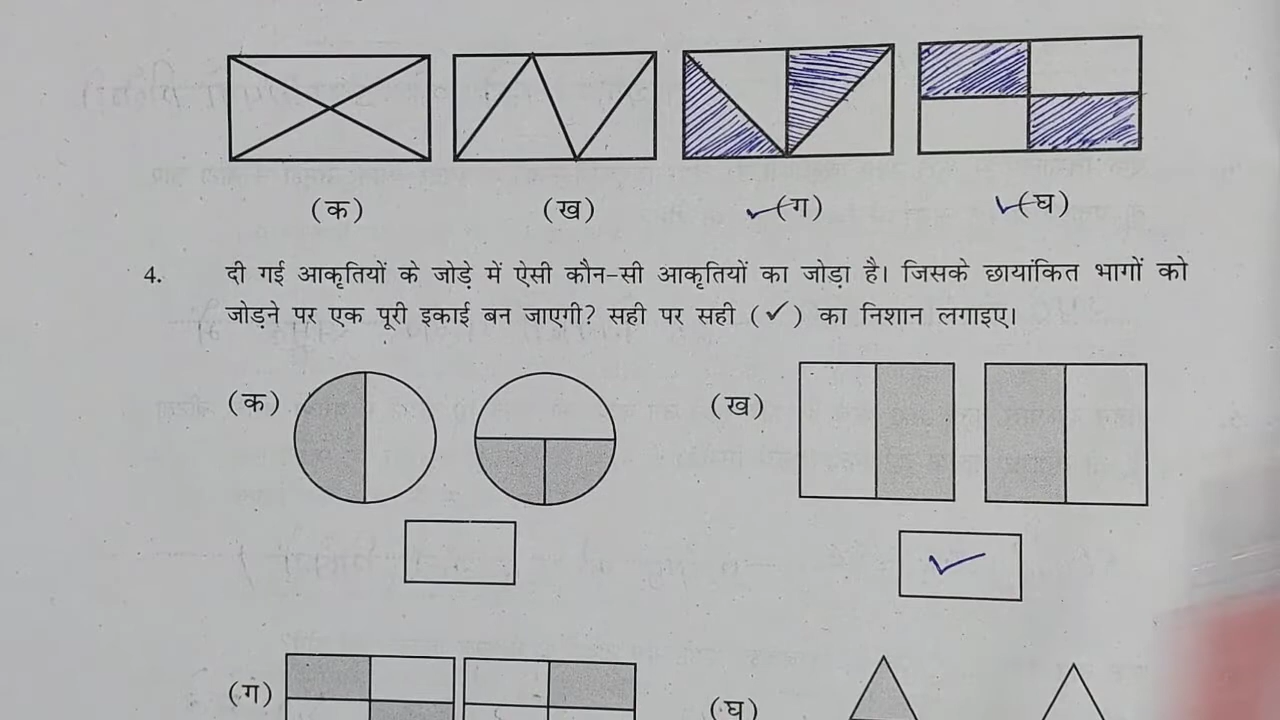 (क) (ख) (ग) (घ)
4. दी गई आकृतियों के जोड़े में ऐसी कौन-सी आकृतियों का जोड़ा है। जिसके छायांकित भागों को
जोड़ने पर एक पूरी इकाई बन जाएगी? सही पर सही (✓) का निशान लगाइए।
(क) (ख)
(ग) (घ)